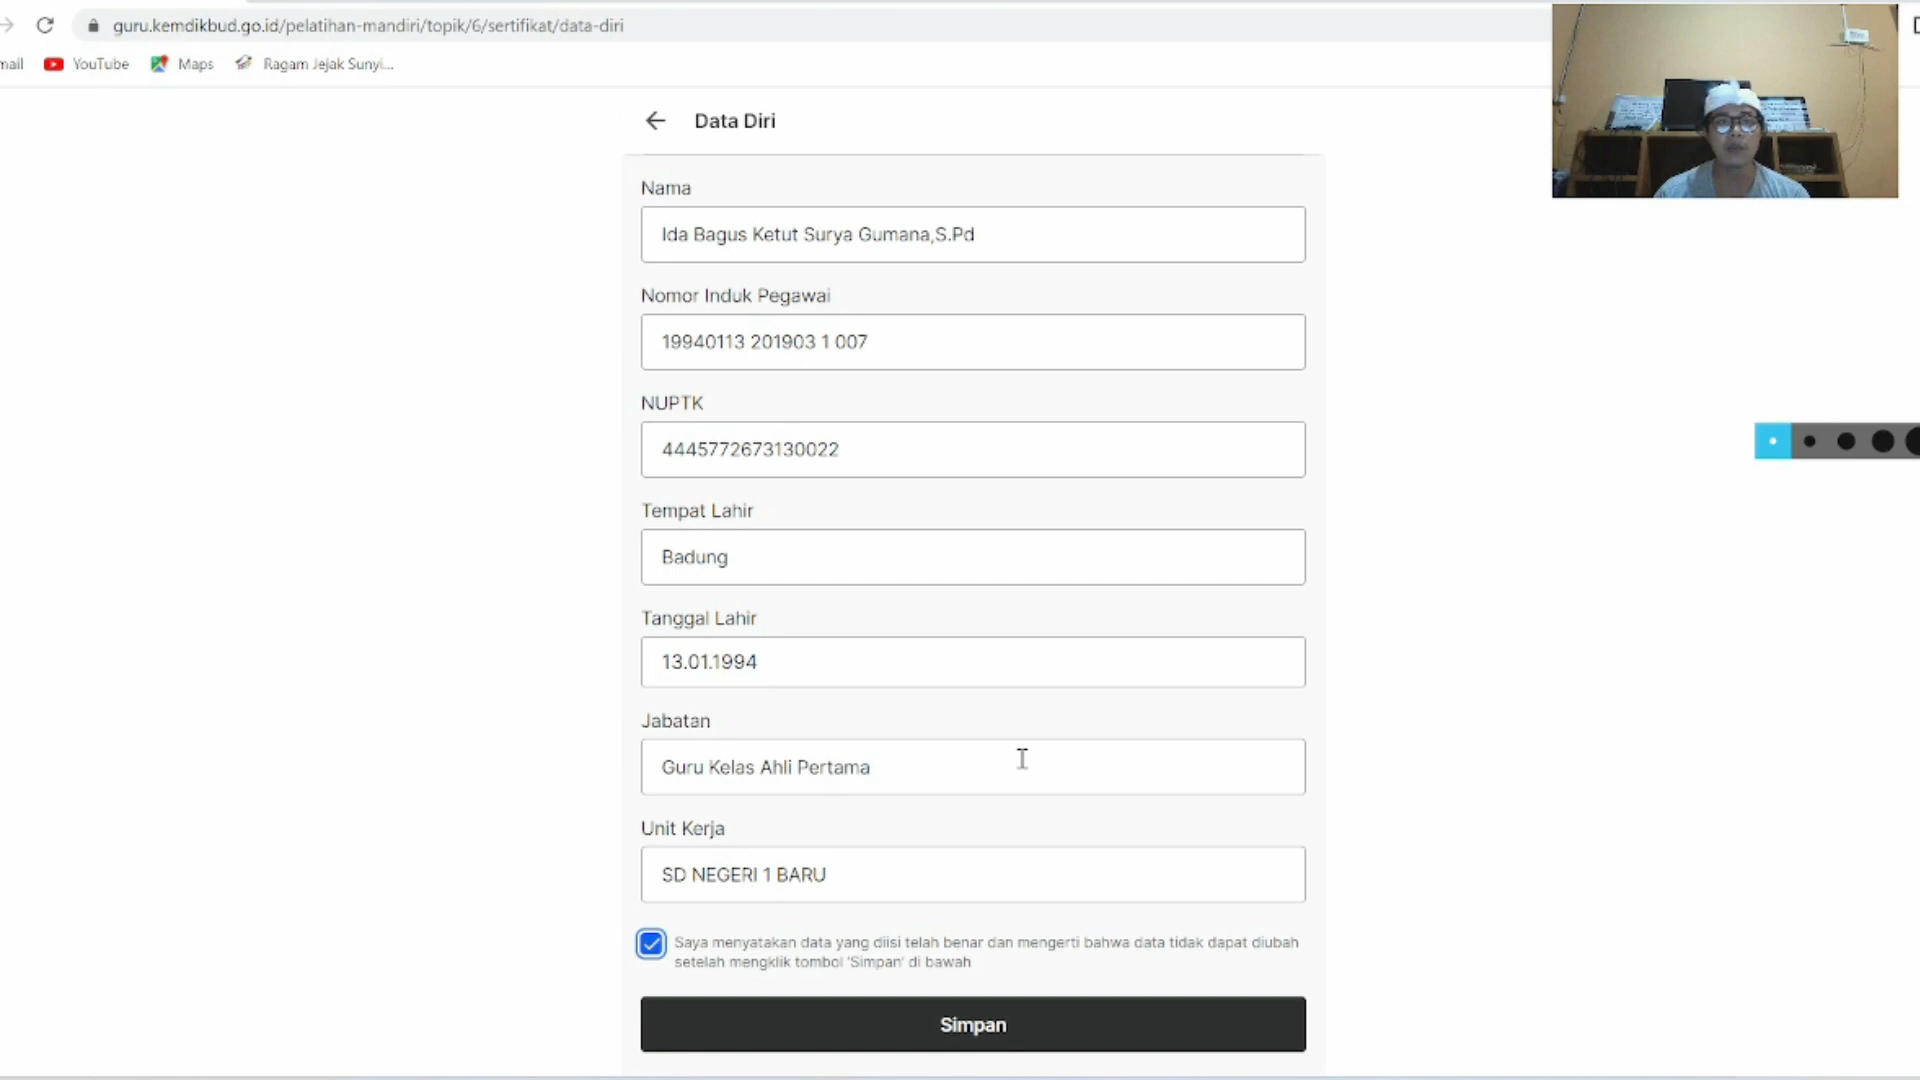 guru.kemdikbud.go.id/pelatihan-mandiri/topik/6/sertifikat/data-diri
mail YouTube Maps Ragam Jejak Sunyi...
Data Diri
Nama
Ida Bagus Ketut Surya Gumana,S.Pd
Nomor Induk Pegawai
19940113 201903 1 007
NUPTK
4445772673130022
Tempat Lahir
Badung
Tanggal Lahir
13.01.1994
Jabatan
Guru Kelas Ahli Pertama
Unit Kerja
SD NEGERI 1 BARU
Saya menyatakan data yang diisi telah benar dan mengerti bahwa data tidak dapat diubah
setelah mengklik tombol 'Simpan' di bawah
Simpan